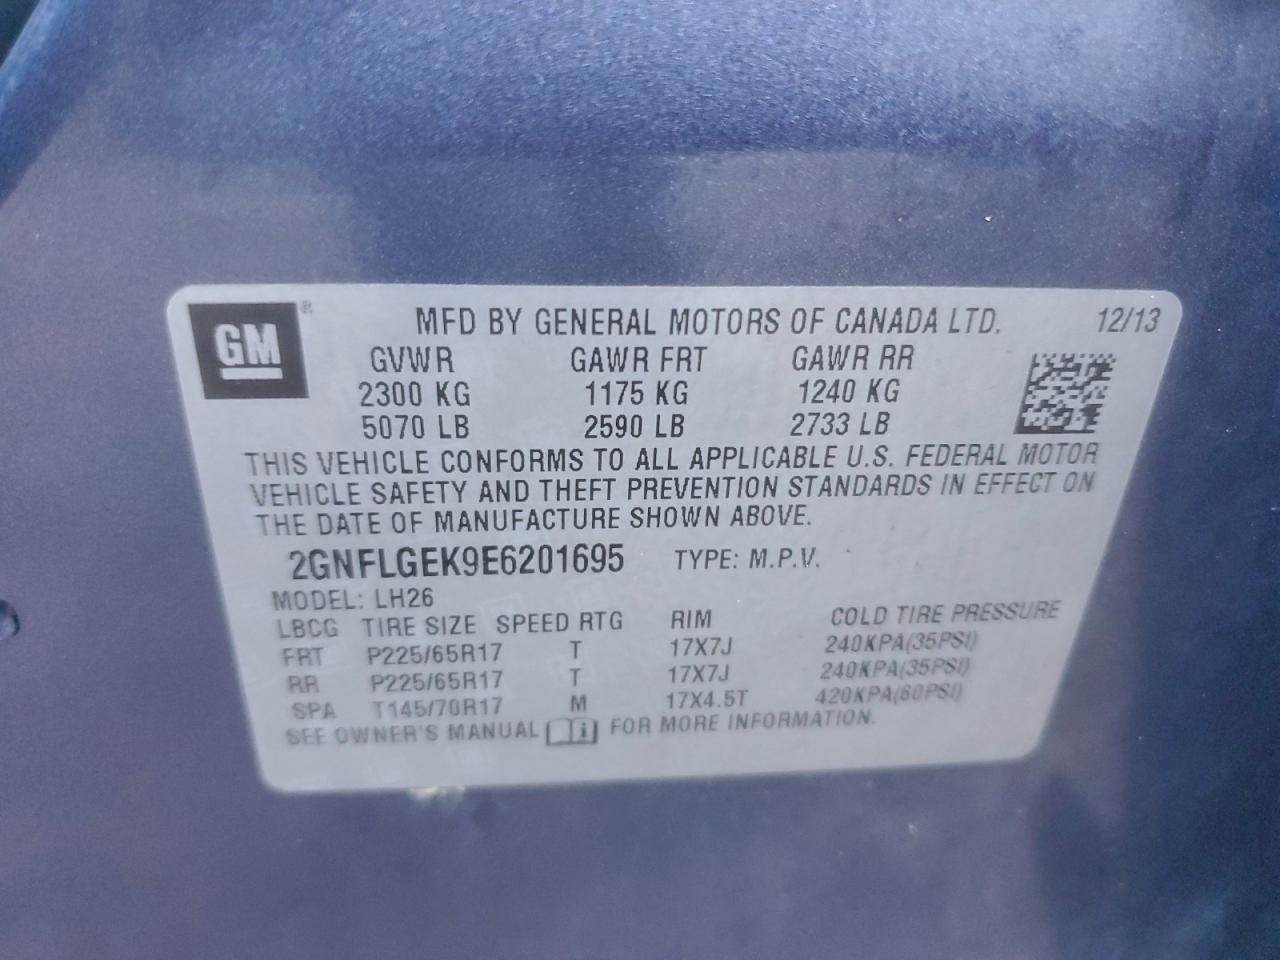 GM ®
MFD BY GENERAL MOTORS OF CANADA LTD. 12/13
GVWR GAWR FRT GAWR RR
2300 KG 1175 KG 1240 KG
5070 LB 2590 LB 2733 LB
THIS VEHICLE CONFORMS TO ALL APPLICABLE U.S. FEDERAL MOTOR
VEHICLE SAFETY AND THEFT PREVENTION STANDARDS IN EFFECT ON
THE DATE OF MANUFACTURE SHOWN ABOVE.
2GNFLGEK9E6201695 TYPE: M.P.V.
MODEL: LH26
LBCG TIRE SIZE SPEED RTG RIM COLD TIRE PRESSURE
FRT P225/65R17 T 17X7J 240KPA(35PSI)
RR P225/65R17 T 17X7J 240KPA(35PSI)
SPA T145/70R17 M 17X4.5T 420KPA(60PSI)
SEE OWNER'S MANUAL i FOR MORE INFORMATION.